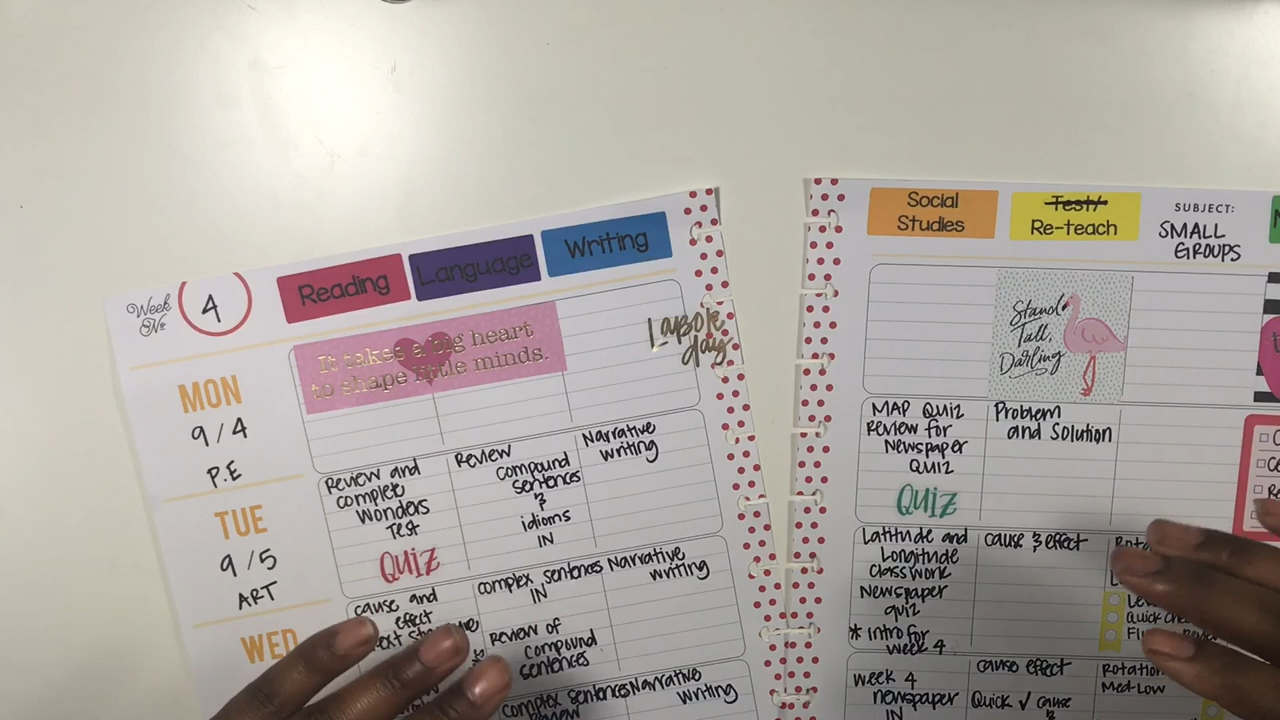 Week
No
4
Reading
Language
Writing
It takes a big heart
to shape little minds.
Labor
day
MON
9/4
P.E
TUE
9/5
ART
WED
Review and
complete
Wonders
Test
QUIZ
Review
compound
sentences
&
idioms
IN
Narrative
writing
cause and
effect
complex sentences
IN
Review of
compound
sentences
Narrative
writing
complex sentences
Narrative
writing
Social
Studies
Test/
Re-teach
SUBJECT:
SMALL
GROUPS
Stand
Tall,
Darling
MAP QUIZ
Review for
Newspaper
QUIZ
QUIZ
Problem
and Solution
Latitude and
Longitude
classwork
Newspaper
quiz
* intro for
week 4
cause & effect
week 4
newspaper
IN
cause effect
Quick √ cause
&
Rotation
Med-Low